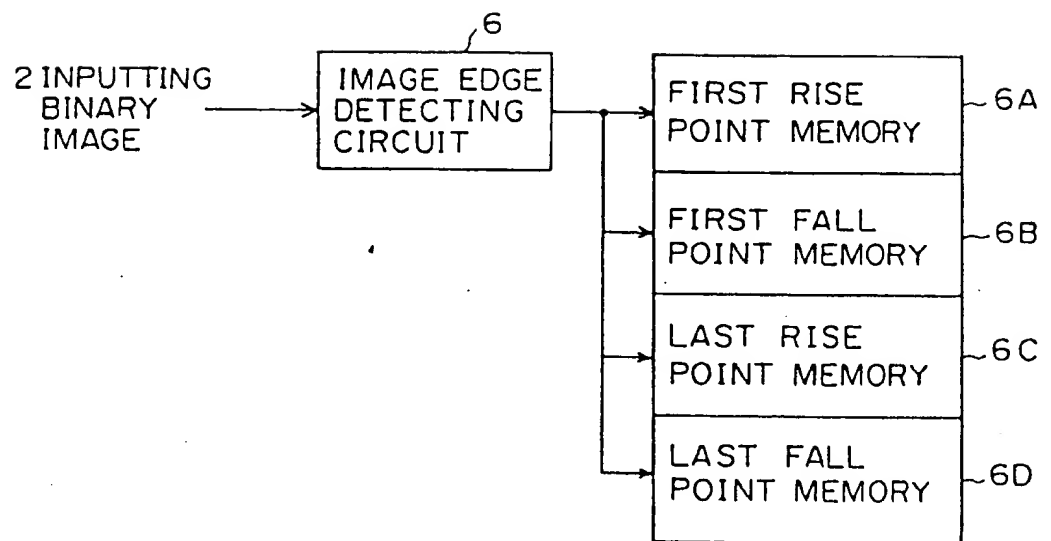 6
2 INPUTTING
BINARY
IMAGE
IMAGE EDGE
DETECTING
CIRCUIT
FIRST RISE
POINT MEMORY
6A
FIRST FALL
POINT MEMORY
6B
LAST RISE
POINT MEMORY
6C
LAST FALL
POINT MEMORY
6D